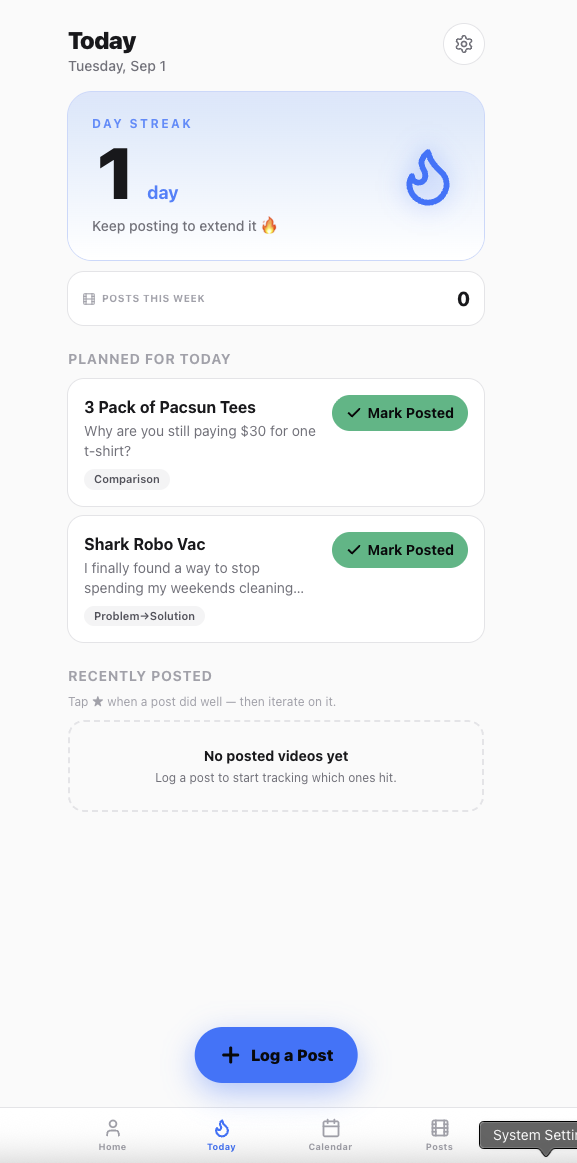 Today
Tuesday, Sep 1
DAY STREAK
1 day
Keep posting to extend it 🔥
POSTS THIS WEEK
0
PLANNED FOR TODAY
3 Pack of Pacsun Tees
Mark Posted
Why are you still paying $30 for one
t-shirt?
Comparison
Shark Robo Vac
Mark Posted
I finally found a way to stop
spending my weekends cleaning...
Problem→Solution
RECENTLY POSTED
Tap ★ when a post did well — then iterate on it.
No posted videos yet
Log a post to start tracking which ones hit.
+ Log a Post
Home
Today
Calendar
Posts
System